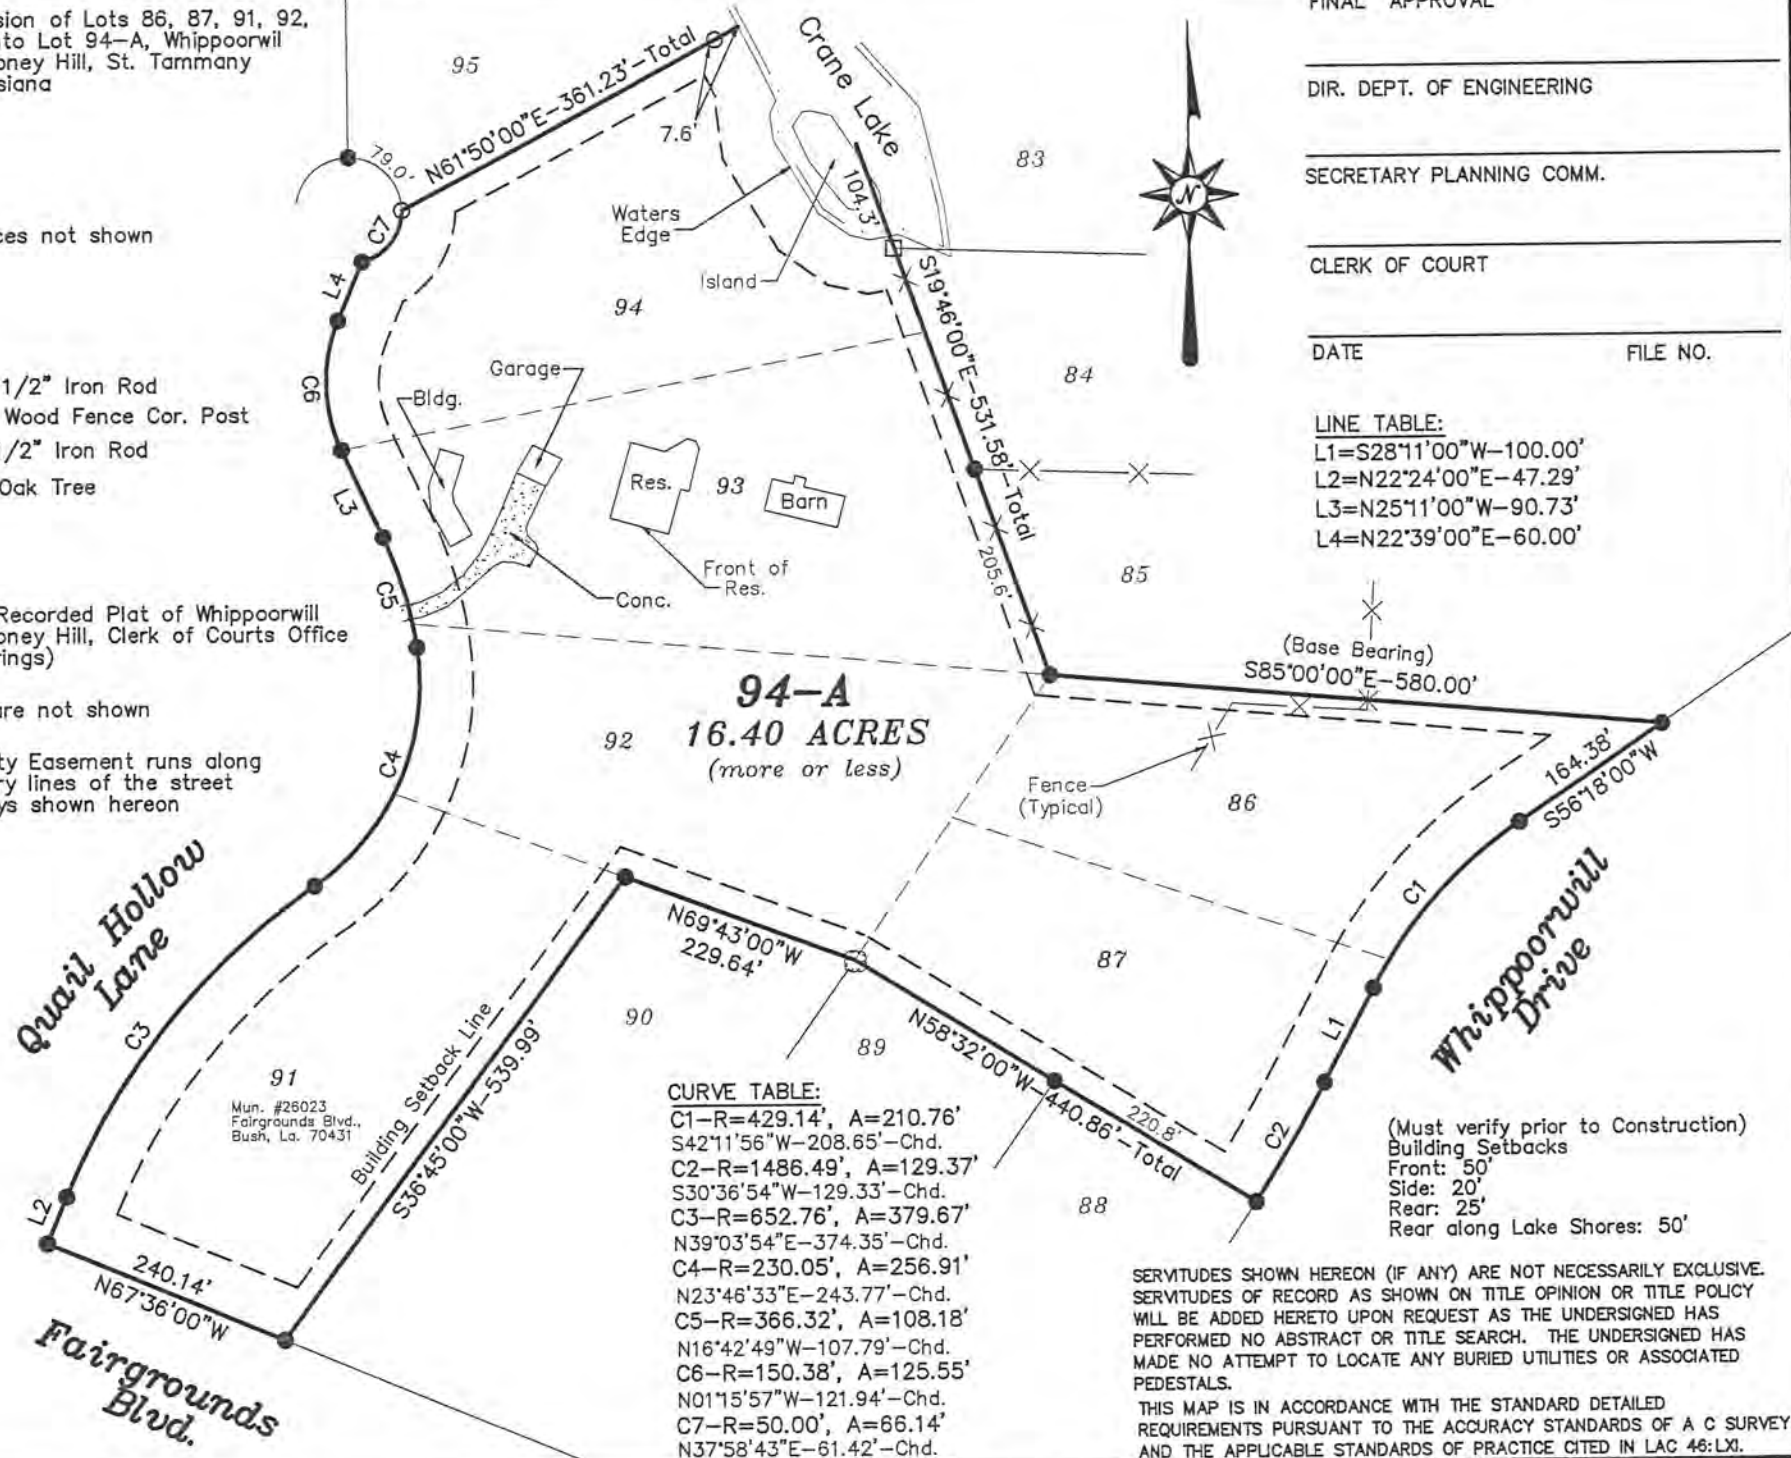 sion of Lots 86, 87, 91, 92,
to Lot 94-A, Whippoorwil
oney Hill, St. Tammany
siana
ces not shown
1/2" Iron Rod
Wood Fence Cor. Post
1/2" Iron Rod
Oak Tree
Recorded Plat of Whippoorwill
oney Hill, Clerk of Courts Office
rings)
are not shown
ty Easement runs along
ry lines of the street
ys shown hereon
95
N61°50'00"E-361.23'-Total
7.6'
79.0'
Crane Lake
83
104.3'
Waters
Edge
Island
C7
L4
94
S19°46'00"E-531.58'-Total
84
C6
Garage
Bldg.
Res.
93
Barn
L3
Front of
Res.
Conc.
C5
205.6'
85
(Base Bearing)
S85°00'00"E-580.00'
94-A
16.40 ACRES
(more or less)
92
C4
Fence
(Typical)
86
164.38'
S56°18'00"W
C1
Whippoorwill
Drive
Quail Hollow
Lane
C3
N69°43'00"W
229.64'
87
90
89
N58°32'00"W-440.86'-Total
220.8'
L1
C2
88
91
Mun. #26023
Fairgrounds Blvd.,
Bush, La. 70431
Building Setback Line
S36°45'00"W-539.99'
L2
240.14'
N67°36'00"W
Fairgrounds
Blvd.
CURVE TABLE:
C1-R=429.14', A=210.76'
S42°11'56"W-208.65'-Chd.
C2-R=1486.49', A=129.37'
S30°36'54"W-129.33'-Chd.
C3-R=652.76', A=379.67'
N39°03'54"E-374.35'-Chd.
C4-R=230.05', A=256.91'
N23°46'33"E-243.77'-Chd.
C5-R=366.32', A=108.18'
N16°42'49"W-107.79'-Chd.
C6-R=150.38', A=125.55'
N01°15'57"W-121.94'-Chd.
C7-R=50.00', A=66.14'
N37°58'43"E-61.42'-Chd.
FINAL APPROVAL
DIR. DEPT. OF ENGINEERING
SECRETARY PLANNING COMM.
CLERK OF COURT
DATE FILE NO.
N
LINE TABLE:
L1=S28°11'00"W-100.00'
L2=N22°24'00"E-47.29'
L3=N25°11'00"W-90.73'
L4=N22°39'00"E-60.00'
(Must verify prior to Construction)
Building Setbacks
Front: 50'
Side: 20'
Rear: 25'
Rear along Lake Shores: 50'
SERVITUDES SHOWN HEREON (IF ANY) ARE NOT NECESSARILY EXCLUSIVE.
SERVITUDES OF RECORD AS SHOWN ON TITLE OPINION OR TITLE POLICY
WILL BE ADDED HERETO UPON REQUEST AS THE UNDERSIGNED HAS
PERFORMED NO ABSTRACT OR TITLE SEARCH. THE UNDERSIGNED HAS
MADE NO ATTEMPT TO LOCATE ANY BURIED UTILITIES OR ASSOCIATED
PEDESTALS.
THIS MAP IS IN ACCORDANCE WITH THE STANDARD DETAILED
REQUIREMENTS PURSUANT TO THE ACCURACY STANDARDS OF A C SURVEY
AND THE APPLICABLE STANDARDS OF PRACTICE CITED IN LAC 46:LXI.